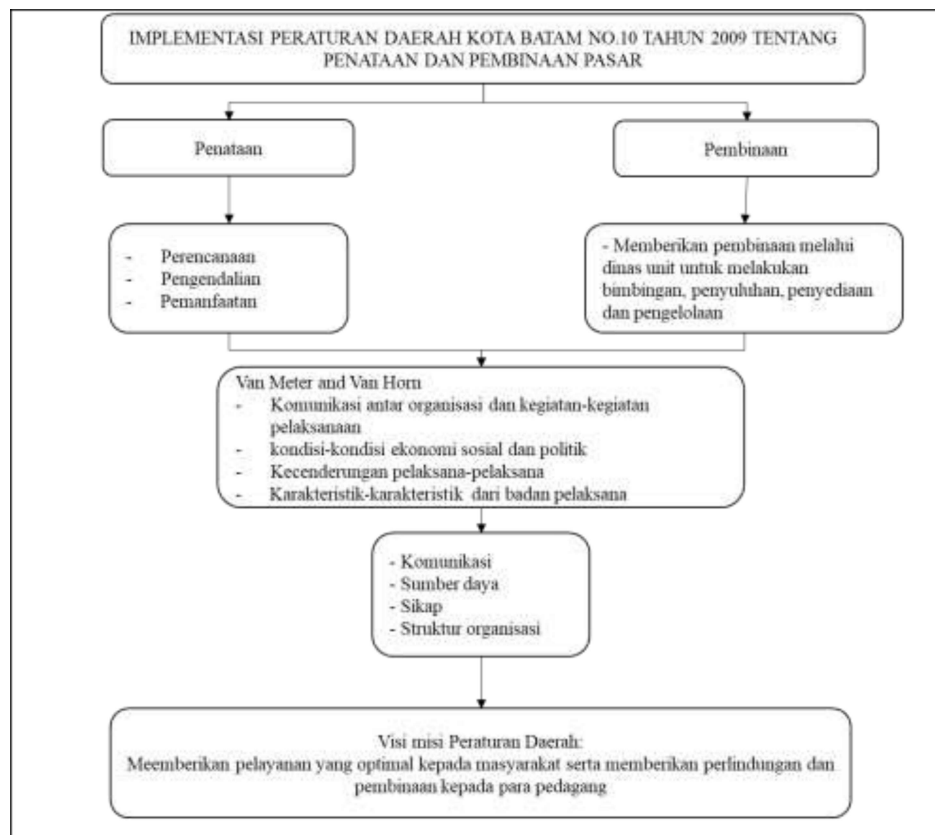 IMPLEMENTASI PERATURAN DAERAH KOTA BATAM NO.10 TAHUN 2009 TENTANG
PENATAAN DAN PEMBINAAN PASAR
Penataan
Pembinaan
- Perencanaan
- Pengendalian
- Pemanfaatan
- Memberikan pembinaan melalui
dinas unit untuk melakukan
bimbingan, penyuluhan, penyediaan
dan pengelolaan
Van Meter and Van Horn
- Komunikasi antar organisasi dan kegiatan-kegiatan
pelaksanaan
- kondisi-kondisi ekonomi sosial dan politik
- Kecenderungan pelaksana-pelaksana
- Karakteristik-karakteristik dari badan pelaksana
- Komunikasi
- Sumber daya
- Sikap
- Struktur organisasi
Visi misi Peraturan Daerah:
Meemberikan pelayanan yang optimal kepada masyarakat serta memberikan perlindungan dan
pembinaan kepada para pedagang